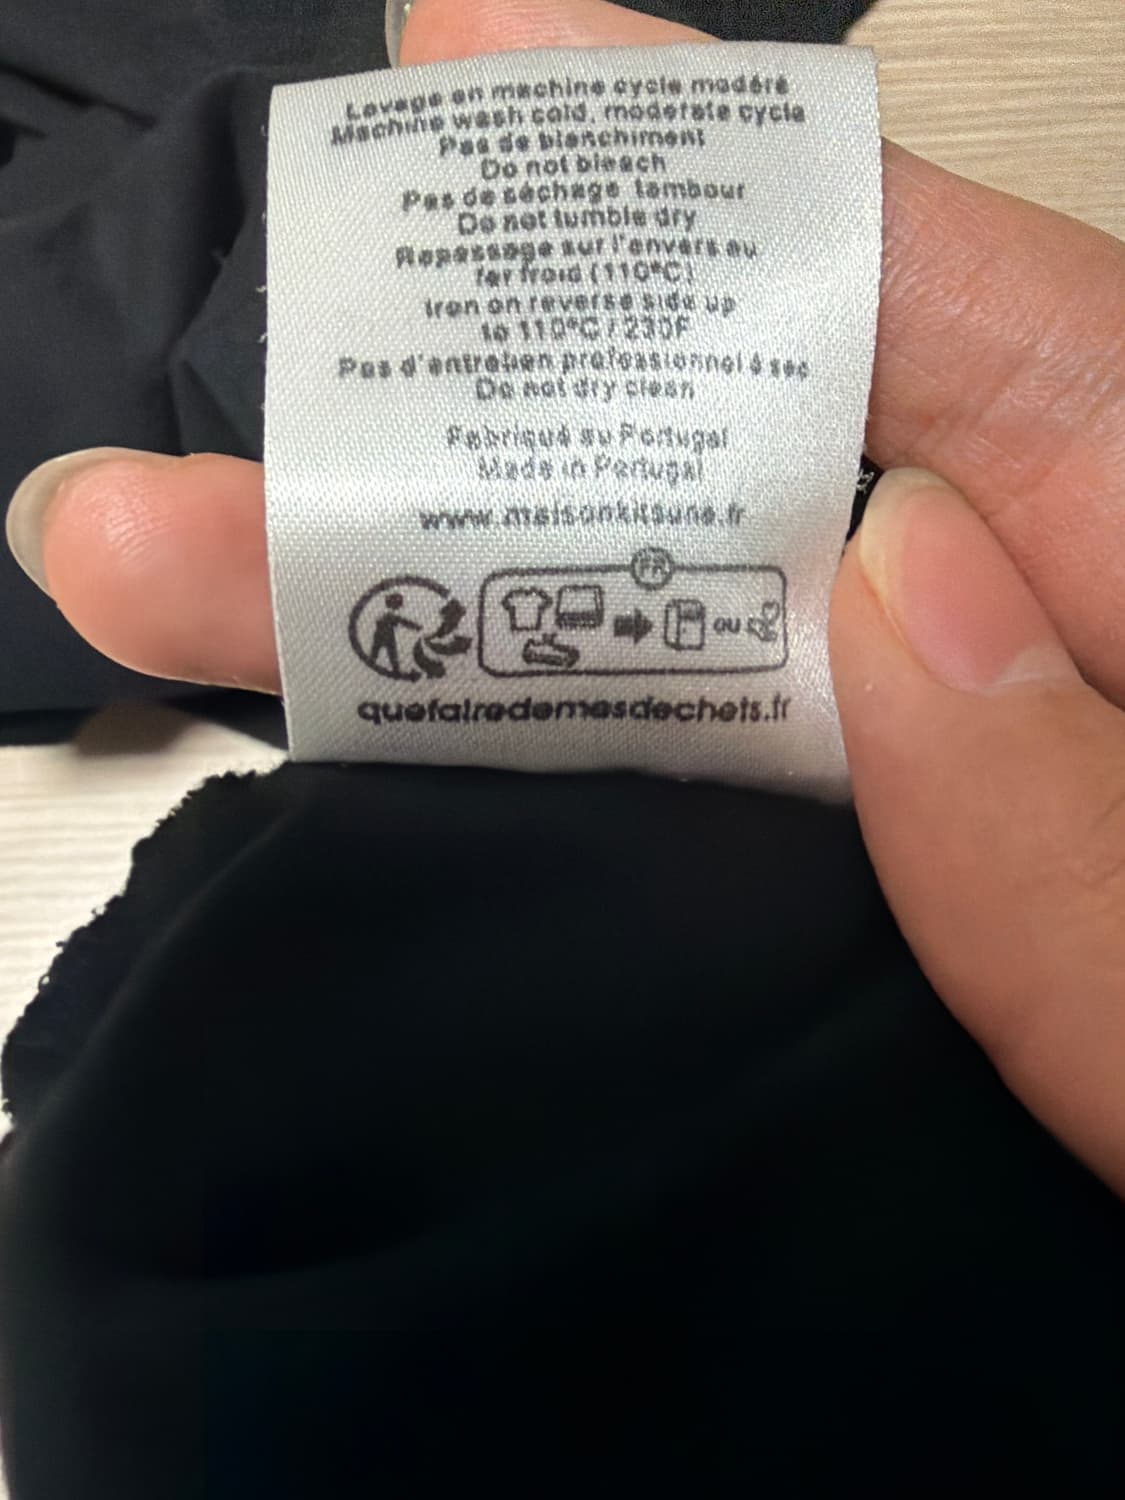 Lavage en machine cycle modéré
Machine wash cold, moderate cycle
Pas de blanchiment
Do not bleach
Pas de séchage tambour
Do not tumble dry
Repassage sur l'envers au
fer froid (110°C)
Iron on reverse side up
to 110°C / 230F
Pas d'entretien professionnel à sec
Do not dry clean
Fabriqué au Portugal
Made in Portugal
www.maisonkitsune.fr
FR
ou
quefairedemesdechets.fr